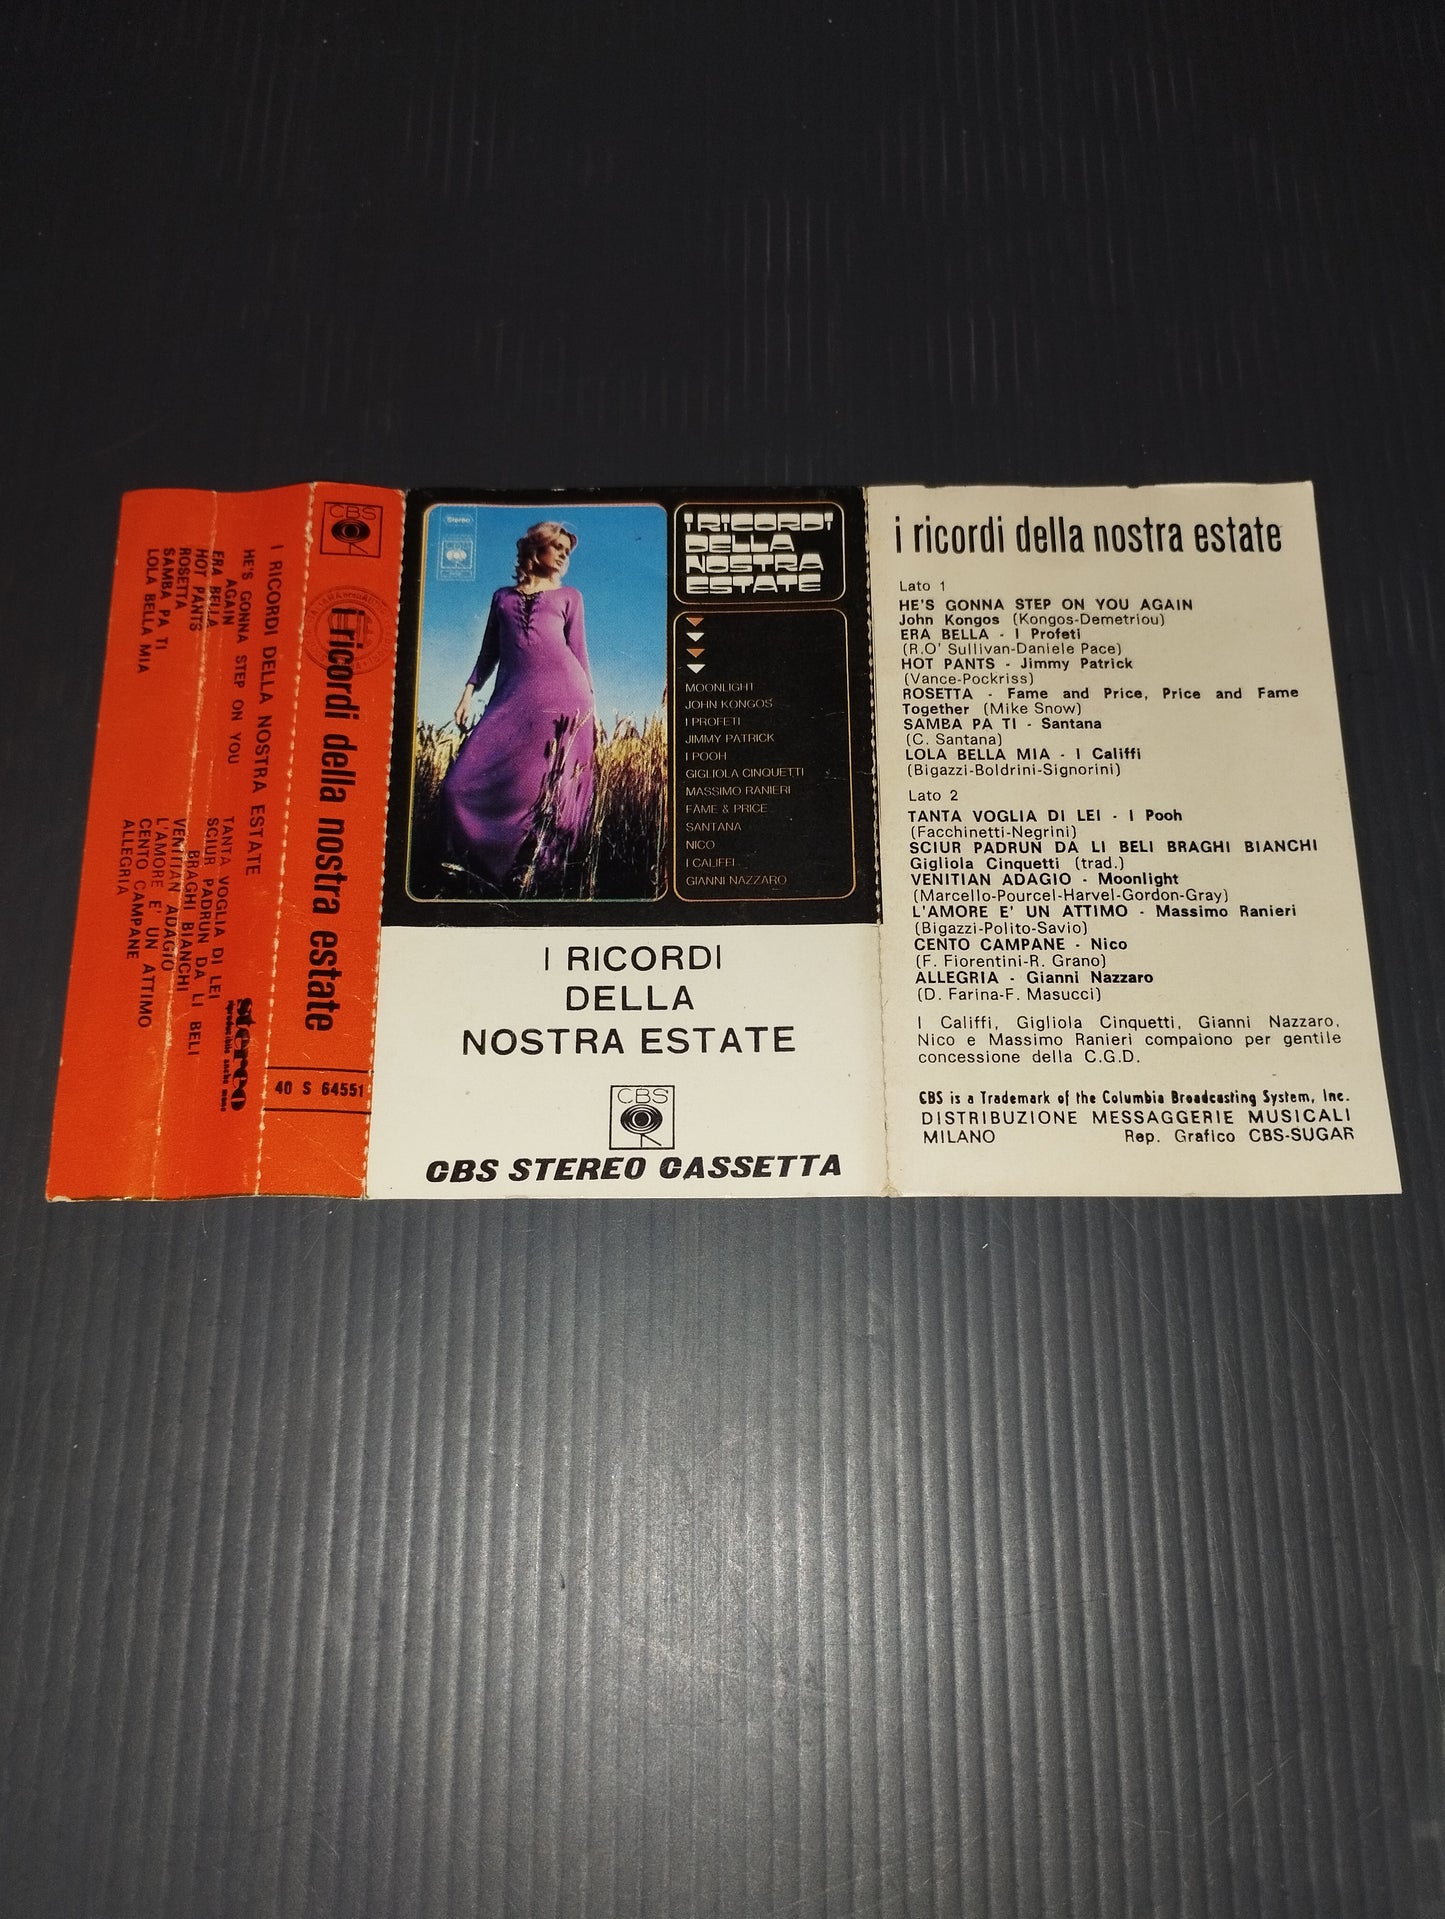 CBS
i ricordi della nostra estate
40 S 64551
I RICORDI DELLA NOSTRA ESTATE
HE'S GONNA STEP ON YOU
AGAIN
ERA BELLA
HOT PANTS
ROSETTA
SAMBA PA TI
LOLA BELLA MIA
TANTA VOGLIA DI LEI
SCIUR PADRUN DA LI BELI
BRAGHI BIANCHI
VENITIAN ADAGIO
L'AMORE E' UN ATTIMO
CENTO CAMPANE
ALLEGRIA
stereo
riproducibile anche mono
Stereo
CBS
I RICORDI
DELLA
NOSTRA
ESTATE
MOONLIGHT
JOHN KONGOS
I PROFETI
JIMMY PATRICK
I POOH
GIGLIOLA CINQUETTI
MASSIMO RANIERI
FAME & PRICE
SANTANA
NICO
I CALIFFI
GIANNI NAZZARO
I RICORDI
DELLA
NOSTRA ESTATE
CBS
CBS STEREO CASSETTA
i ricordi della nostra estate
Lato 1
HE'S GONNA STEP ON YOU AGAIN
John Kongos (Kongos-Demetriou)
ERA BELLA - I Profeti
(R.O' Sullivan-Daniele Pace)
HOT PANTS - Jimmy Patrick
(Vance-Pockriss)
ROSETTA - Fame and Price, Price and Fame
Together (Mike Snow)
SAMBA PA TI - Santana
(C. Santana)
LOLA BELLA MIA - I Califfi
(Bigazzi-Boldrini-Signorini)
Lato 2
TANTA VOGLIA DI LEI - I Pooh
(Facchinetti-Negrini)
SCIUR PADRUN DA LI BELI BRAGHI BIANCHI
Gigliola Cinquetti (trad.)
VENITIAN ADAGIO - Moonlight
(Marcello-Pourcel-Harvel-Gordon-Gray)
L'AMORE E' UN ATTIMO - Massimo Ranieri
(Bigazzi-Polito-Savio)
CENTO CAMPANE - Nico
(F. Fiorentini-R. Grano)
ALLEGRIA - Gianni Nazzaro
(D. Farina-F. Masucci)
I Califfi, Gigliola Cinquetti, Gianni Nazzaro,
Nico e Massimo Ranieri compaiono per gentile
concessione della C.G.D.
CBS is a Trademark of the Columbia Broadcasting System, Inc.
DISTRIBUZIONE MESSAGGERIE MUSICALI
MILANO Rep. Grafico CBS-SUGAR